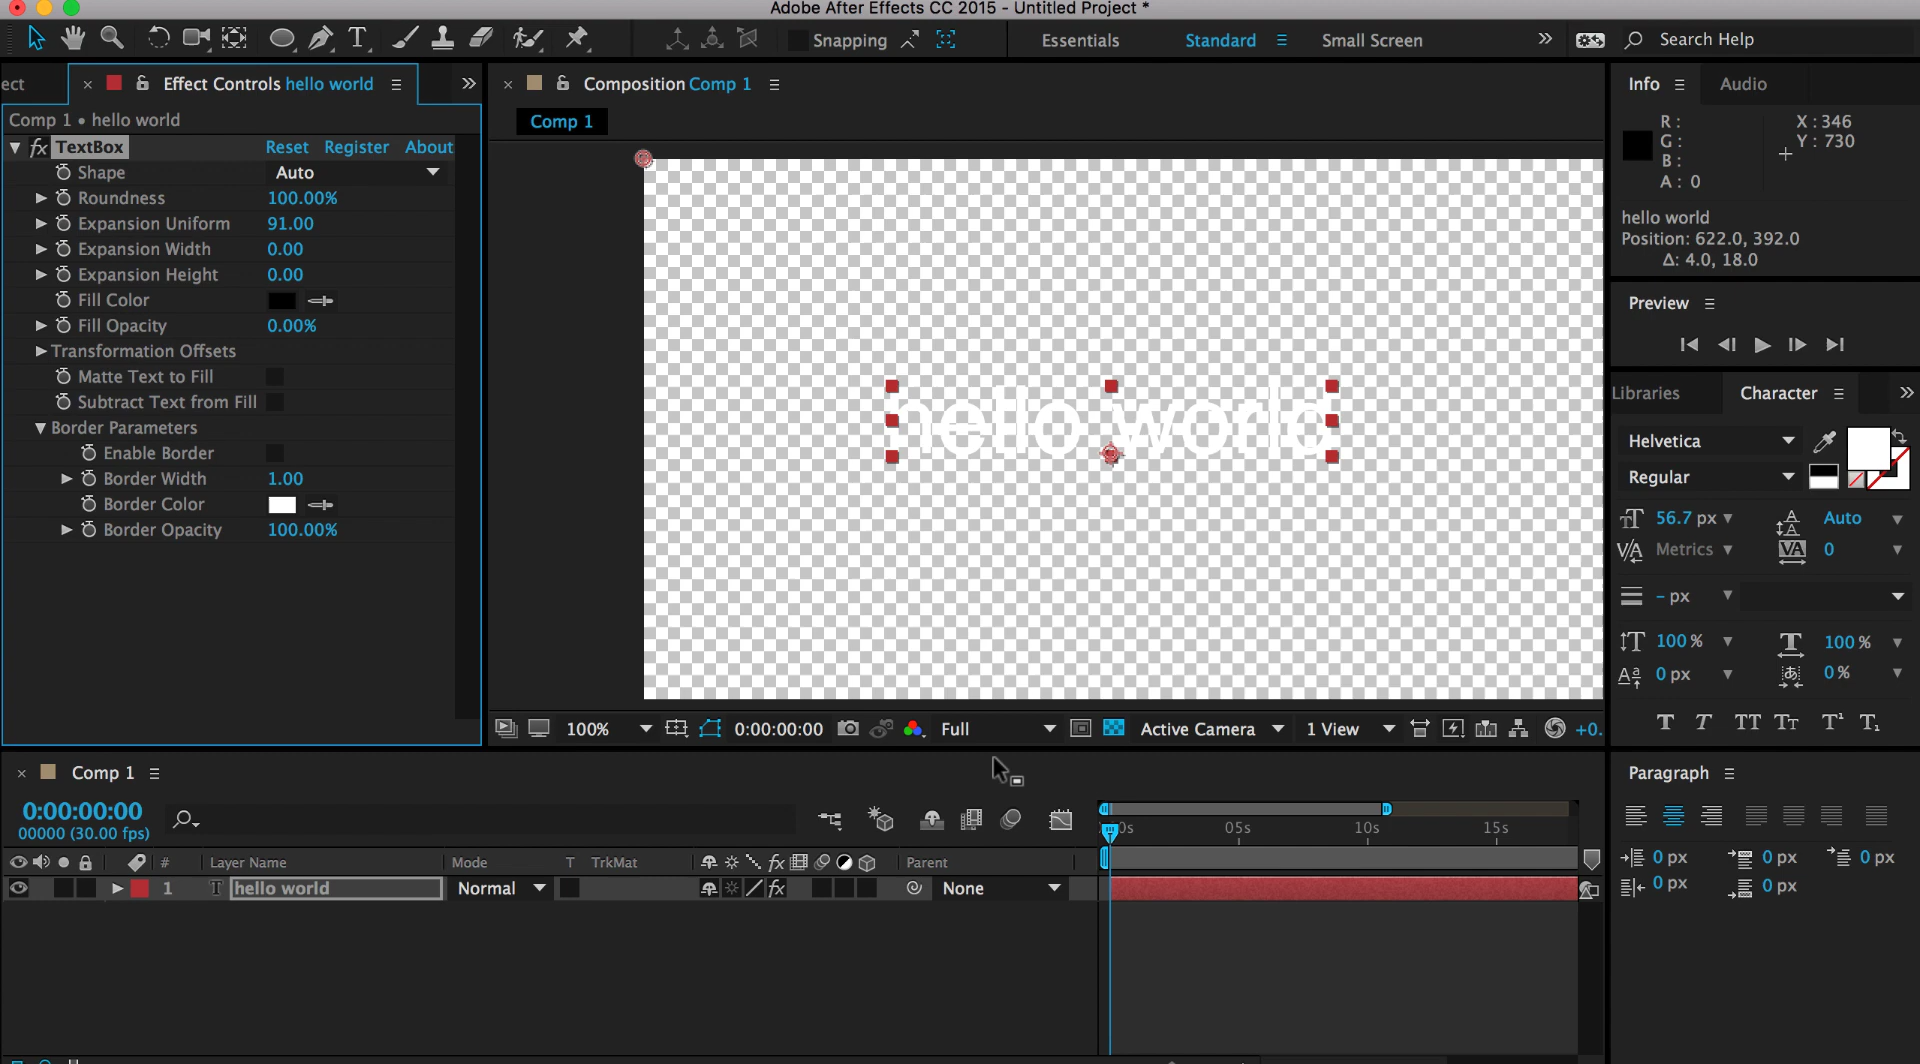 Adobe After Effects CC 2015 - Untitled Project *
Snapping
Essentials
Standard
Small Screen
Search Help
ect
Effect Controls hello world
Comp 1 • hello world
fx TextBox Reset Register About
Shape Auto
Roundness 100.00%
Expansion Uniform 91.00
Expansion Width 0.00
Expansion Height 0.00
Fill Color
Fill Opacity 0.00%
Transformation Offsets
Matte Text to Fill
Subtract Text from Fill
Border Parameters
Enable Border
Border Width 1.00
Border Color
Border Opacity 100.00%
Composition Comp 1
Comp 1
hello world
100% 0:00:00:00 Full Active Camera 1 View +0.
Info Audio
R : X : 346
G : Y : 730
B :
A : 0
hello world
Position: 622.0, 392.0
Δ: 4.0, 18.0
Preview
Libraries Character
Helvetica
Regular
56.7 px Auto
Metrics 0
- px
100 % 100 %
0 px 0 %
Paragraph
0 px 0 px 0 px
0 px 0 px
Comp 1
0:00:00:00
00000 (30.00 fps)
0s 05s 10s 15s
# Layer Name Mode T TrkMat fx Parent
1 T hello world Normal fx None